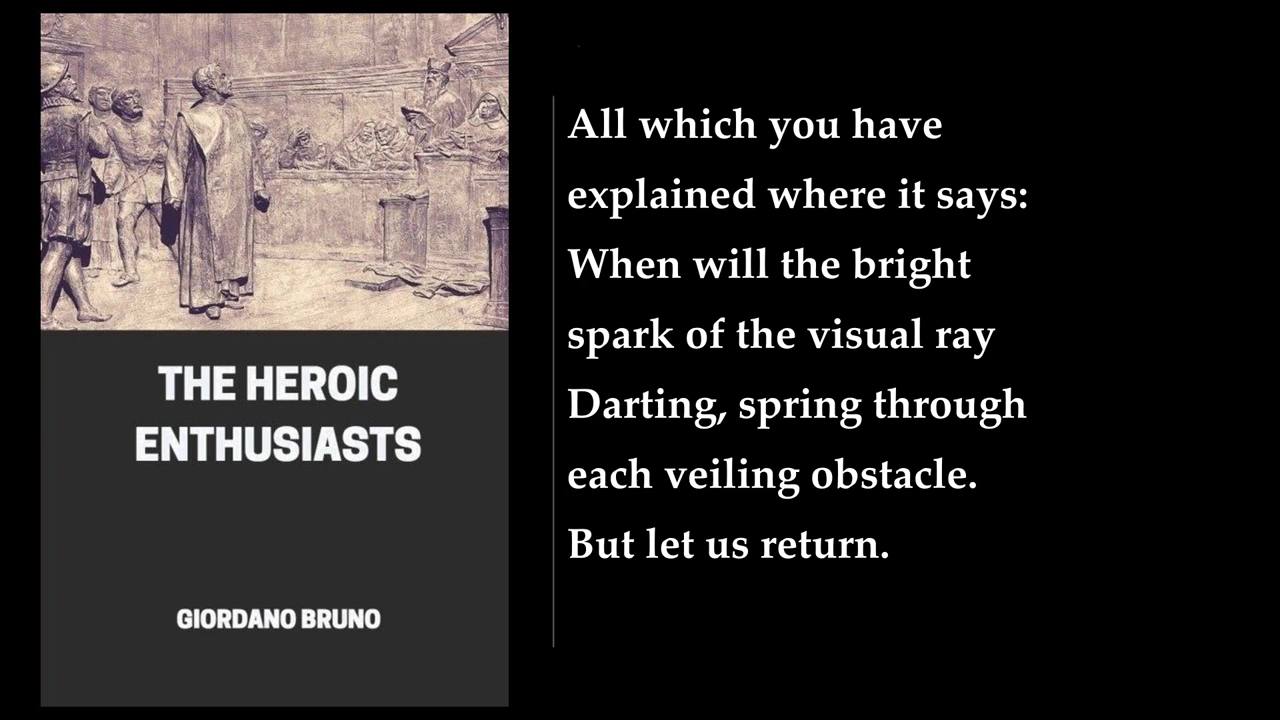 THE HEROIC
ENTHUSIASTS
GIORDANO BRUNO
All which you have
explained where it says:
When will the bright
spark of the visual ray
Darting, spring through
each veiling obstacle.
But let us return.